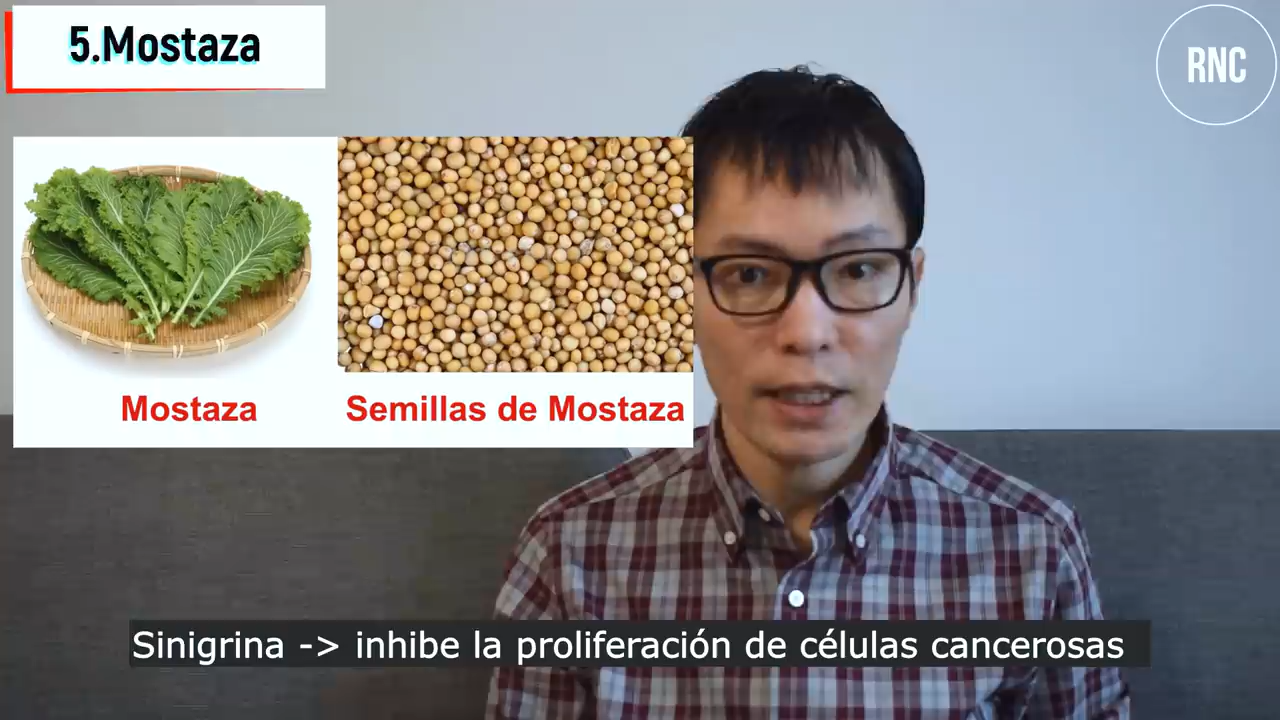 5.Mostaza
RNC
Mostaza
Semillas de Mostaza
Sinigrina -> inhibe la proliferación de células cancerosas